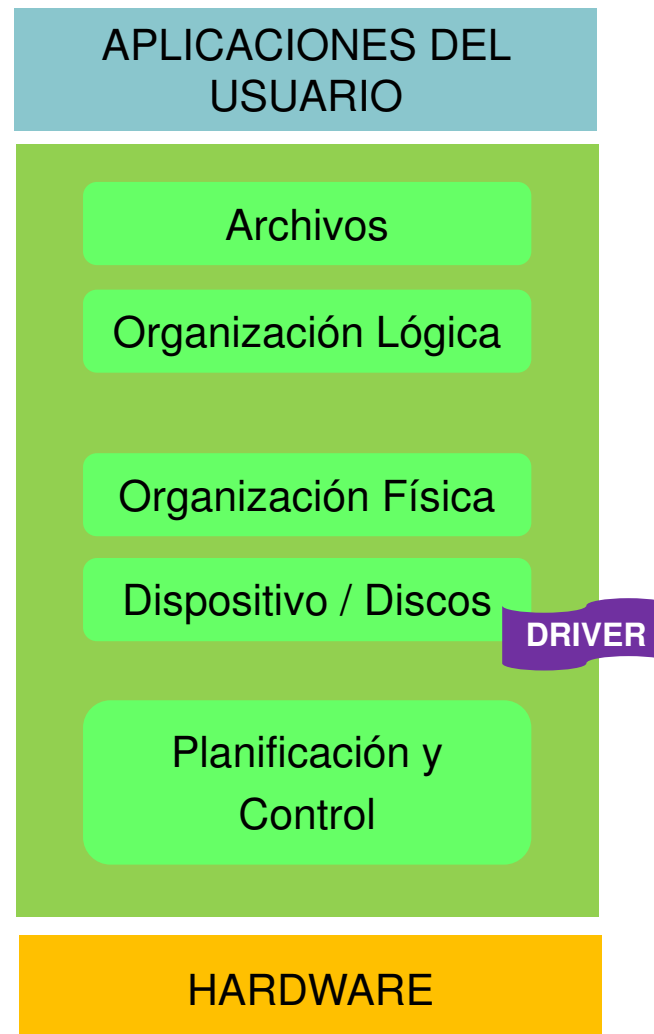 APLICACIONES DEL
USUARIO
Archivos
Organización Lógica
Organización Física
Dispositivo / Discos
DRIVER
Planificación y
Control
HARDWARE